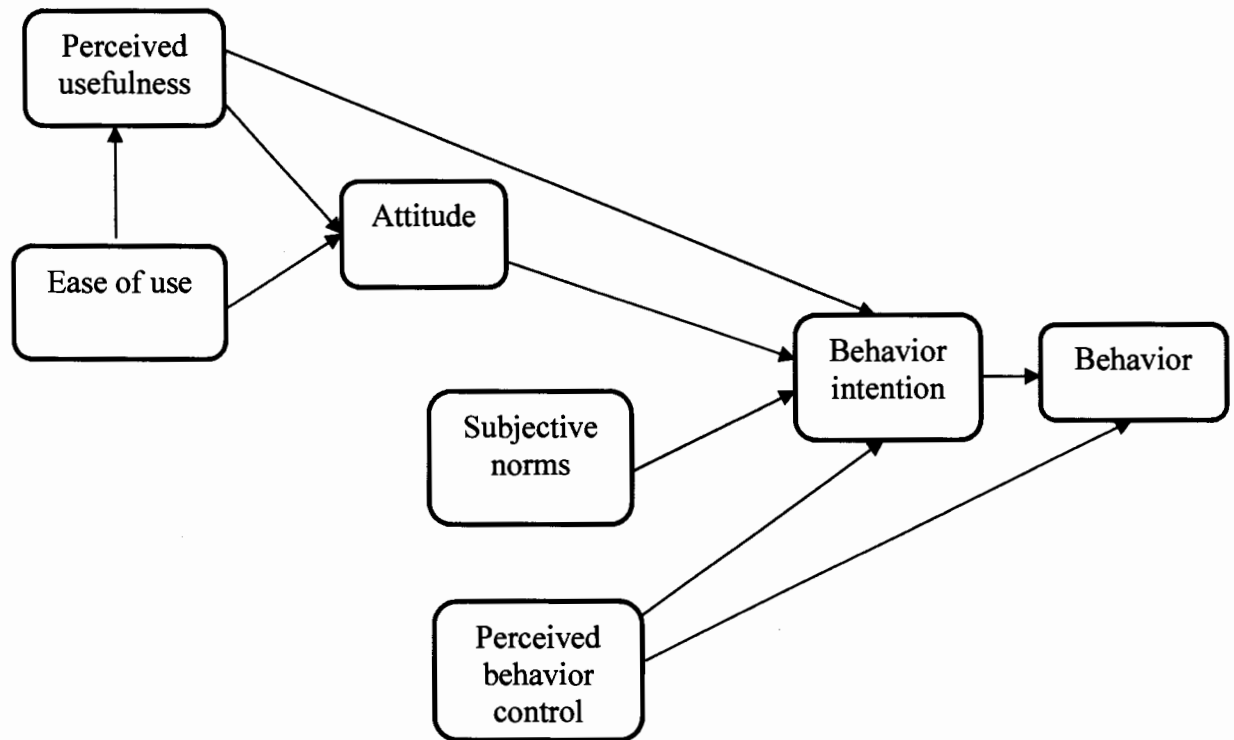 Perceived
usefulness
Attitude
Ease of use
Behavior
intention
Behavior
Subjective
norms
Perceived
behavior
control